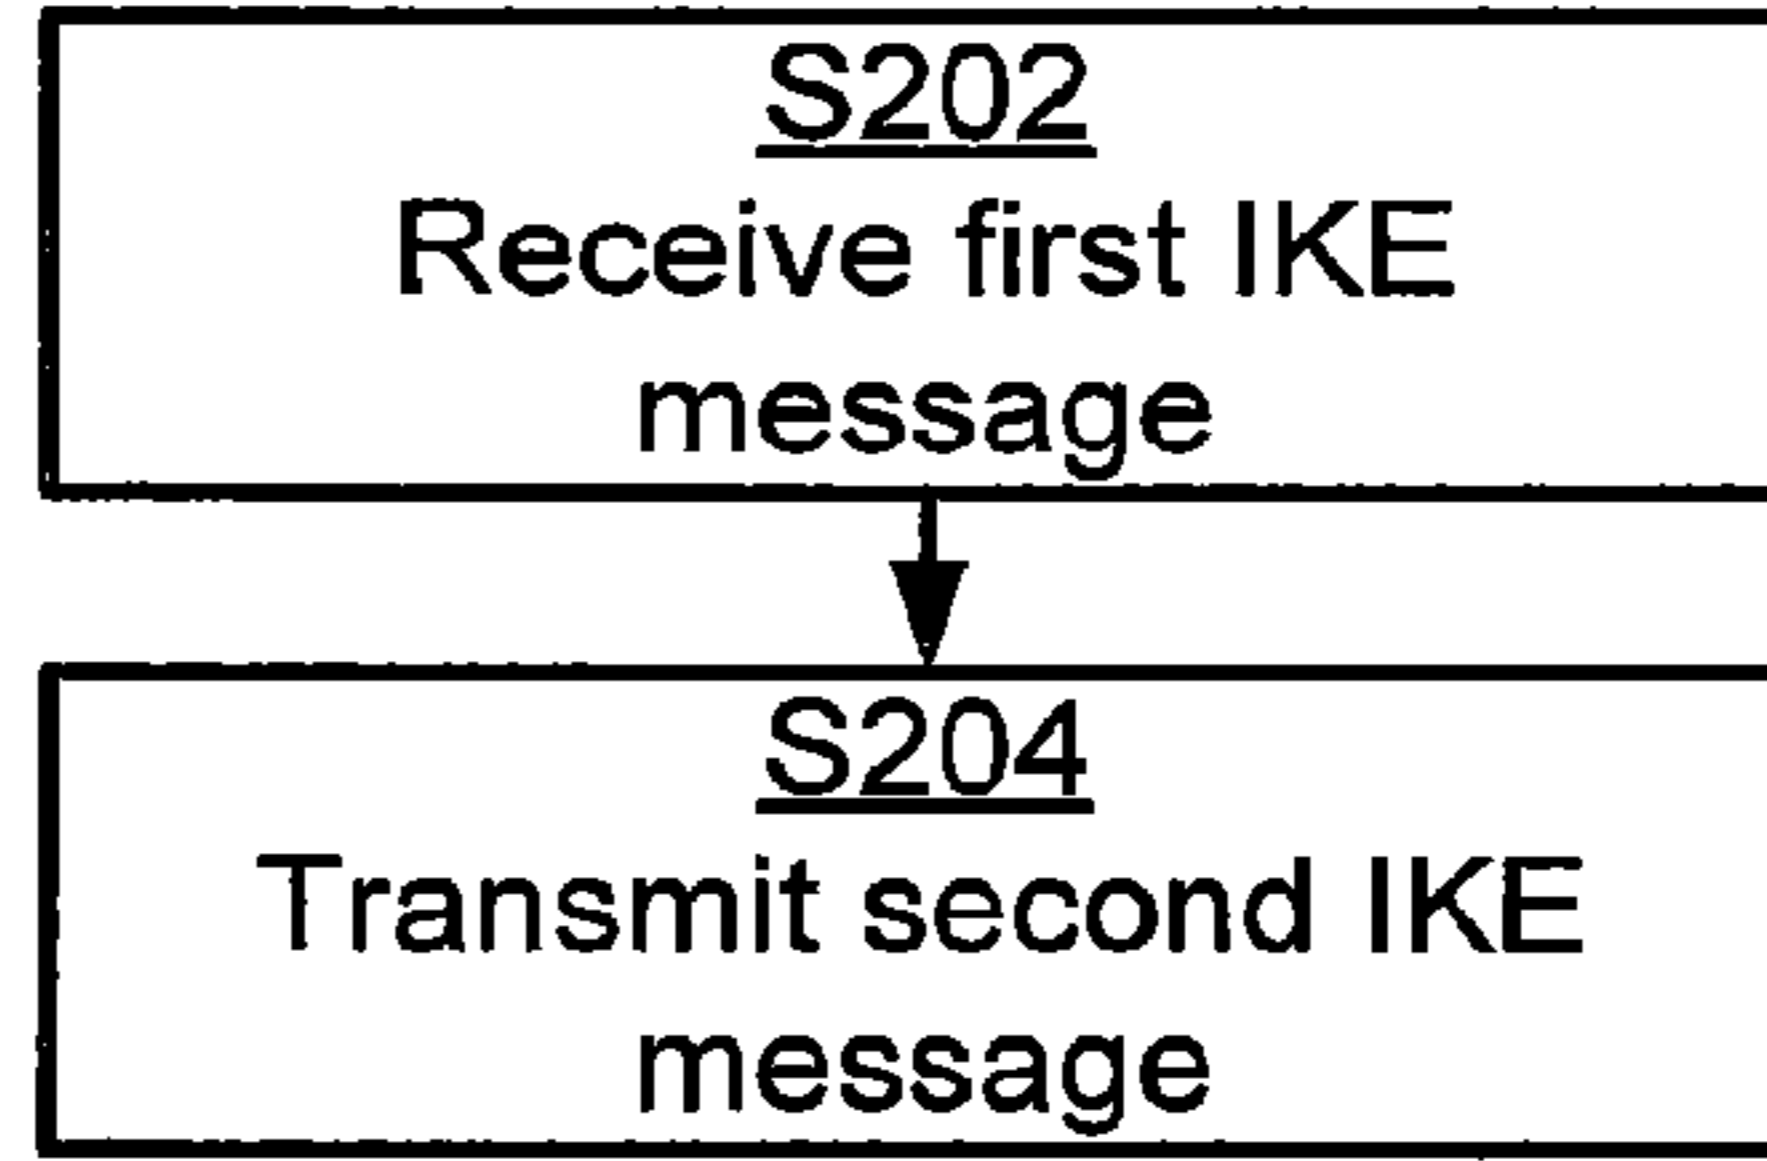 S202
Receive first IKE
message
S204
Transmit second IKE
message